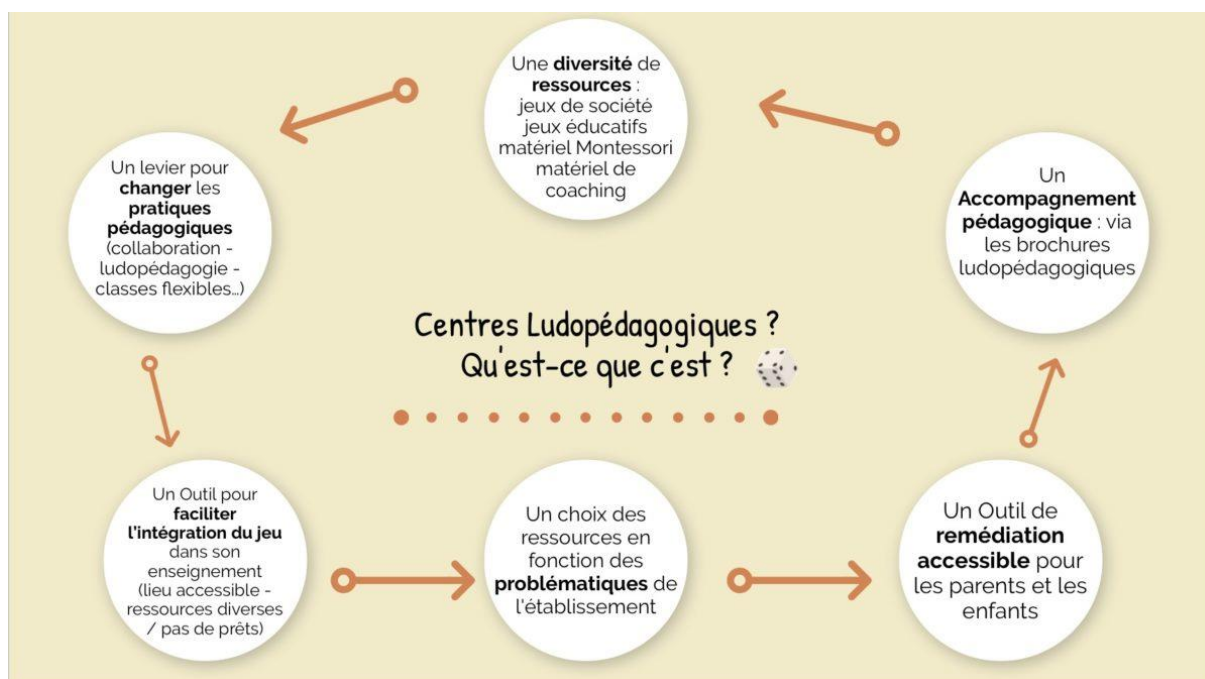 Une diversité de
ressources :
jeux de société
jeux éducatifs
matériel Montessori
matériel de
coaching
Un levier pour
changer les
pratiques
pédagogiques
(collaboration -
ludopédagogie -
classes flexibles...)
Un
Accompagnement
pédagogique : via
les brochures
ludopédagogiques
Centres Ludopédagogiques ?
Qu'est-ce que c'est ?
Un Outil pour
faciliter
l'intégration du jeu
dans son
enseignement
(lieu accessible -
ressources diverses
/ pas de prêts)
Un choix des
ressources en
fonction des
problématiques de
l'établissement
Un Outil de
remédiation
accessible pour
les parents et les
enfants